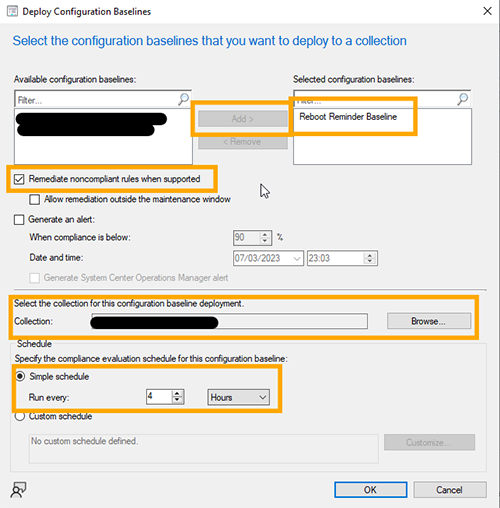 Deploy Configuration Baselines
Select the configuration baselines that you want to deploy to a collection
Available configuration baselines:
Selected configuration baselines:
Filter...
Filter...
Add >
Reboot Reminder Baseline
< Remove
Remediate noncompliant rules when supported
Allow remediation outside the maintenance window
Generate an alert:
When compliance is below:
90
%
Date and time:
07/03/2023
23:03
Generate System Center Operations Manager alert
Select the collection for this configuration baseline deployment.
Collection:
Browse...
Schedule
Specify the compliance evaluation schedule for this configuration baseline:
Simple schedule
Run every:
4
Hours
Custom schedule
No custom schedule defined.
Customize...
OK
Cancel